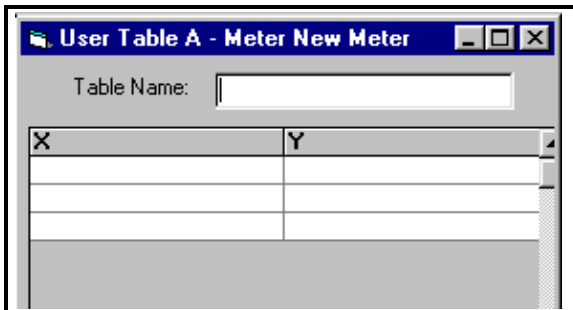 User Table A - Meter New Meter
Table Name:
X Y